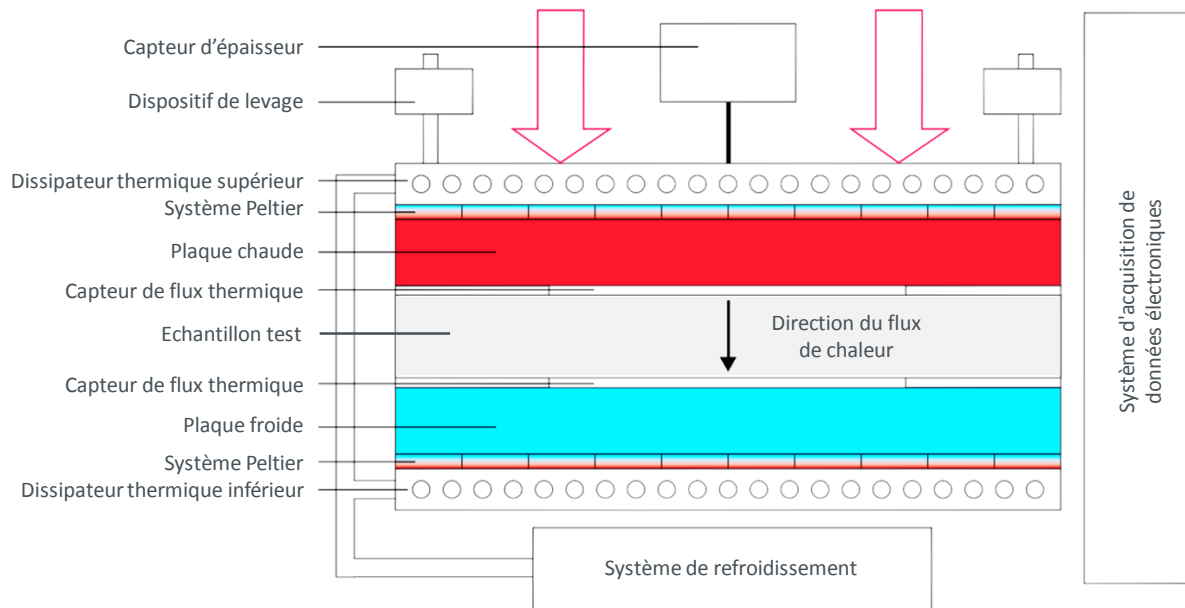 Capteur d'épaisseur
Dispositif de levage
Dissipateur thermique supérieur
Système Peltier
Plaque chaude
Capteur de flux thermique
Echantillon test
Direction du flux
de chaleur
Capteur de flux thermique
Plaque froide
Système Peltier
Dissipateur thermique inférieur
Système de refroidissement
Système d'acquisition de
données électroniques